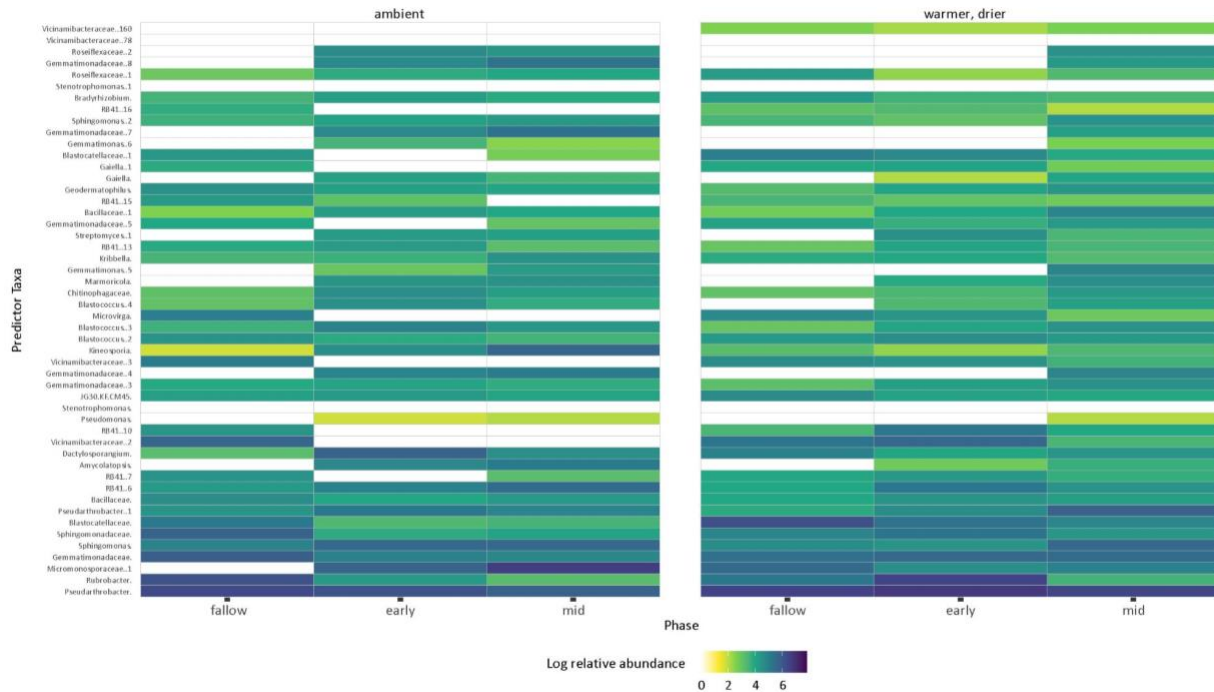 ambient
warmer, drier
Predictor Taxa
Vicinamibacteraceae..160
Vicinamibacteraceae..78
Roseiflexaceae..2
Gemmatimonadaceae..8
Roseiflexaceae..1
Stenotrophomonas..1
Bradyrhizobium.
RB41..16
Sphingomonas..2
Gemmatimonadaceae..7
Gemmatimonas..6
Blastocatellaceae..1
Gaiella..1
Gaiella.
Geodermatophilus.
RB41..15
Bacillaceae..1
Gemmatimonadaceae..5
Streptomyces..1
RB41..13
Kribbella.
Gemmatimonas..5
Marmoricola.
Chitinophagaceae.
Blastococcus..4
Microvirga.
Blastococcus..3
Blastococcus..2
Kineosporia.
Vicinamibacteraceae..3
Gemmatimonadaceae..4
Gemmatimonadaceae..3
JG30.KF.CM45.
Stenotrophomonas.
Pseudomonas.
RB41..10
Vicinamibacteraceae..2
Dactylosporangium.
Amycolatopsis.
RB41..7
RB41..6
Bacillaceae.
Pseudarthrobacter..1
Blastocatellaceae.
Sphingomonadaceae.
Sphingomonas.
Gemmatimonadaceae.
Micromonosporaceae..1
Rubrobacter.
Pseudarthrobacter.
fallow early mid fallow early mid
Phase
Log relative abundance
0 2 4 6